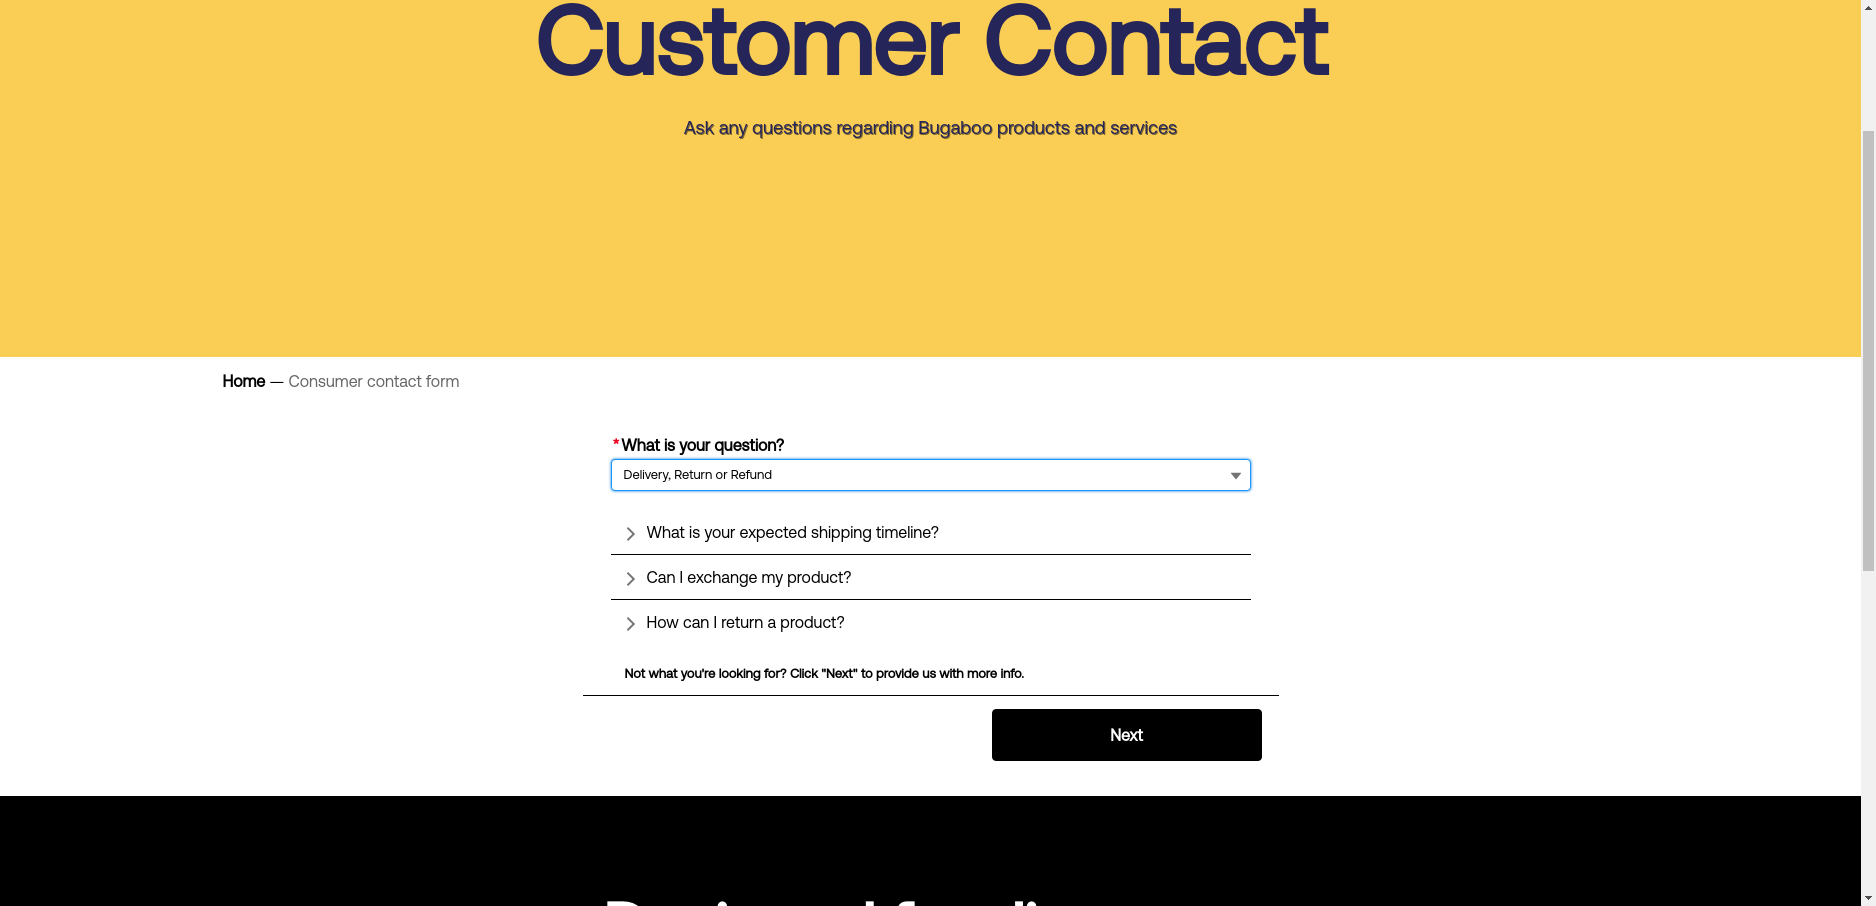 Customer Contact
Ask any questions regarding Bugaboo products and services
Home — Consumer contact form
*What is your question?
Delivery, Return or Refund
What is your expected shipping timeline?
Can I exchange my product?
How can I return a product?
Not what you're looking for? Click "Next" to provide us with more info.
Next